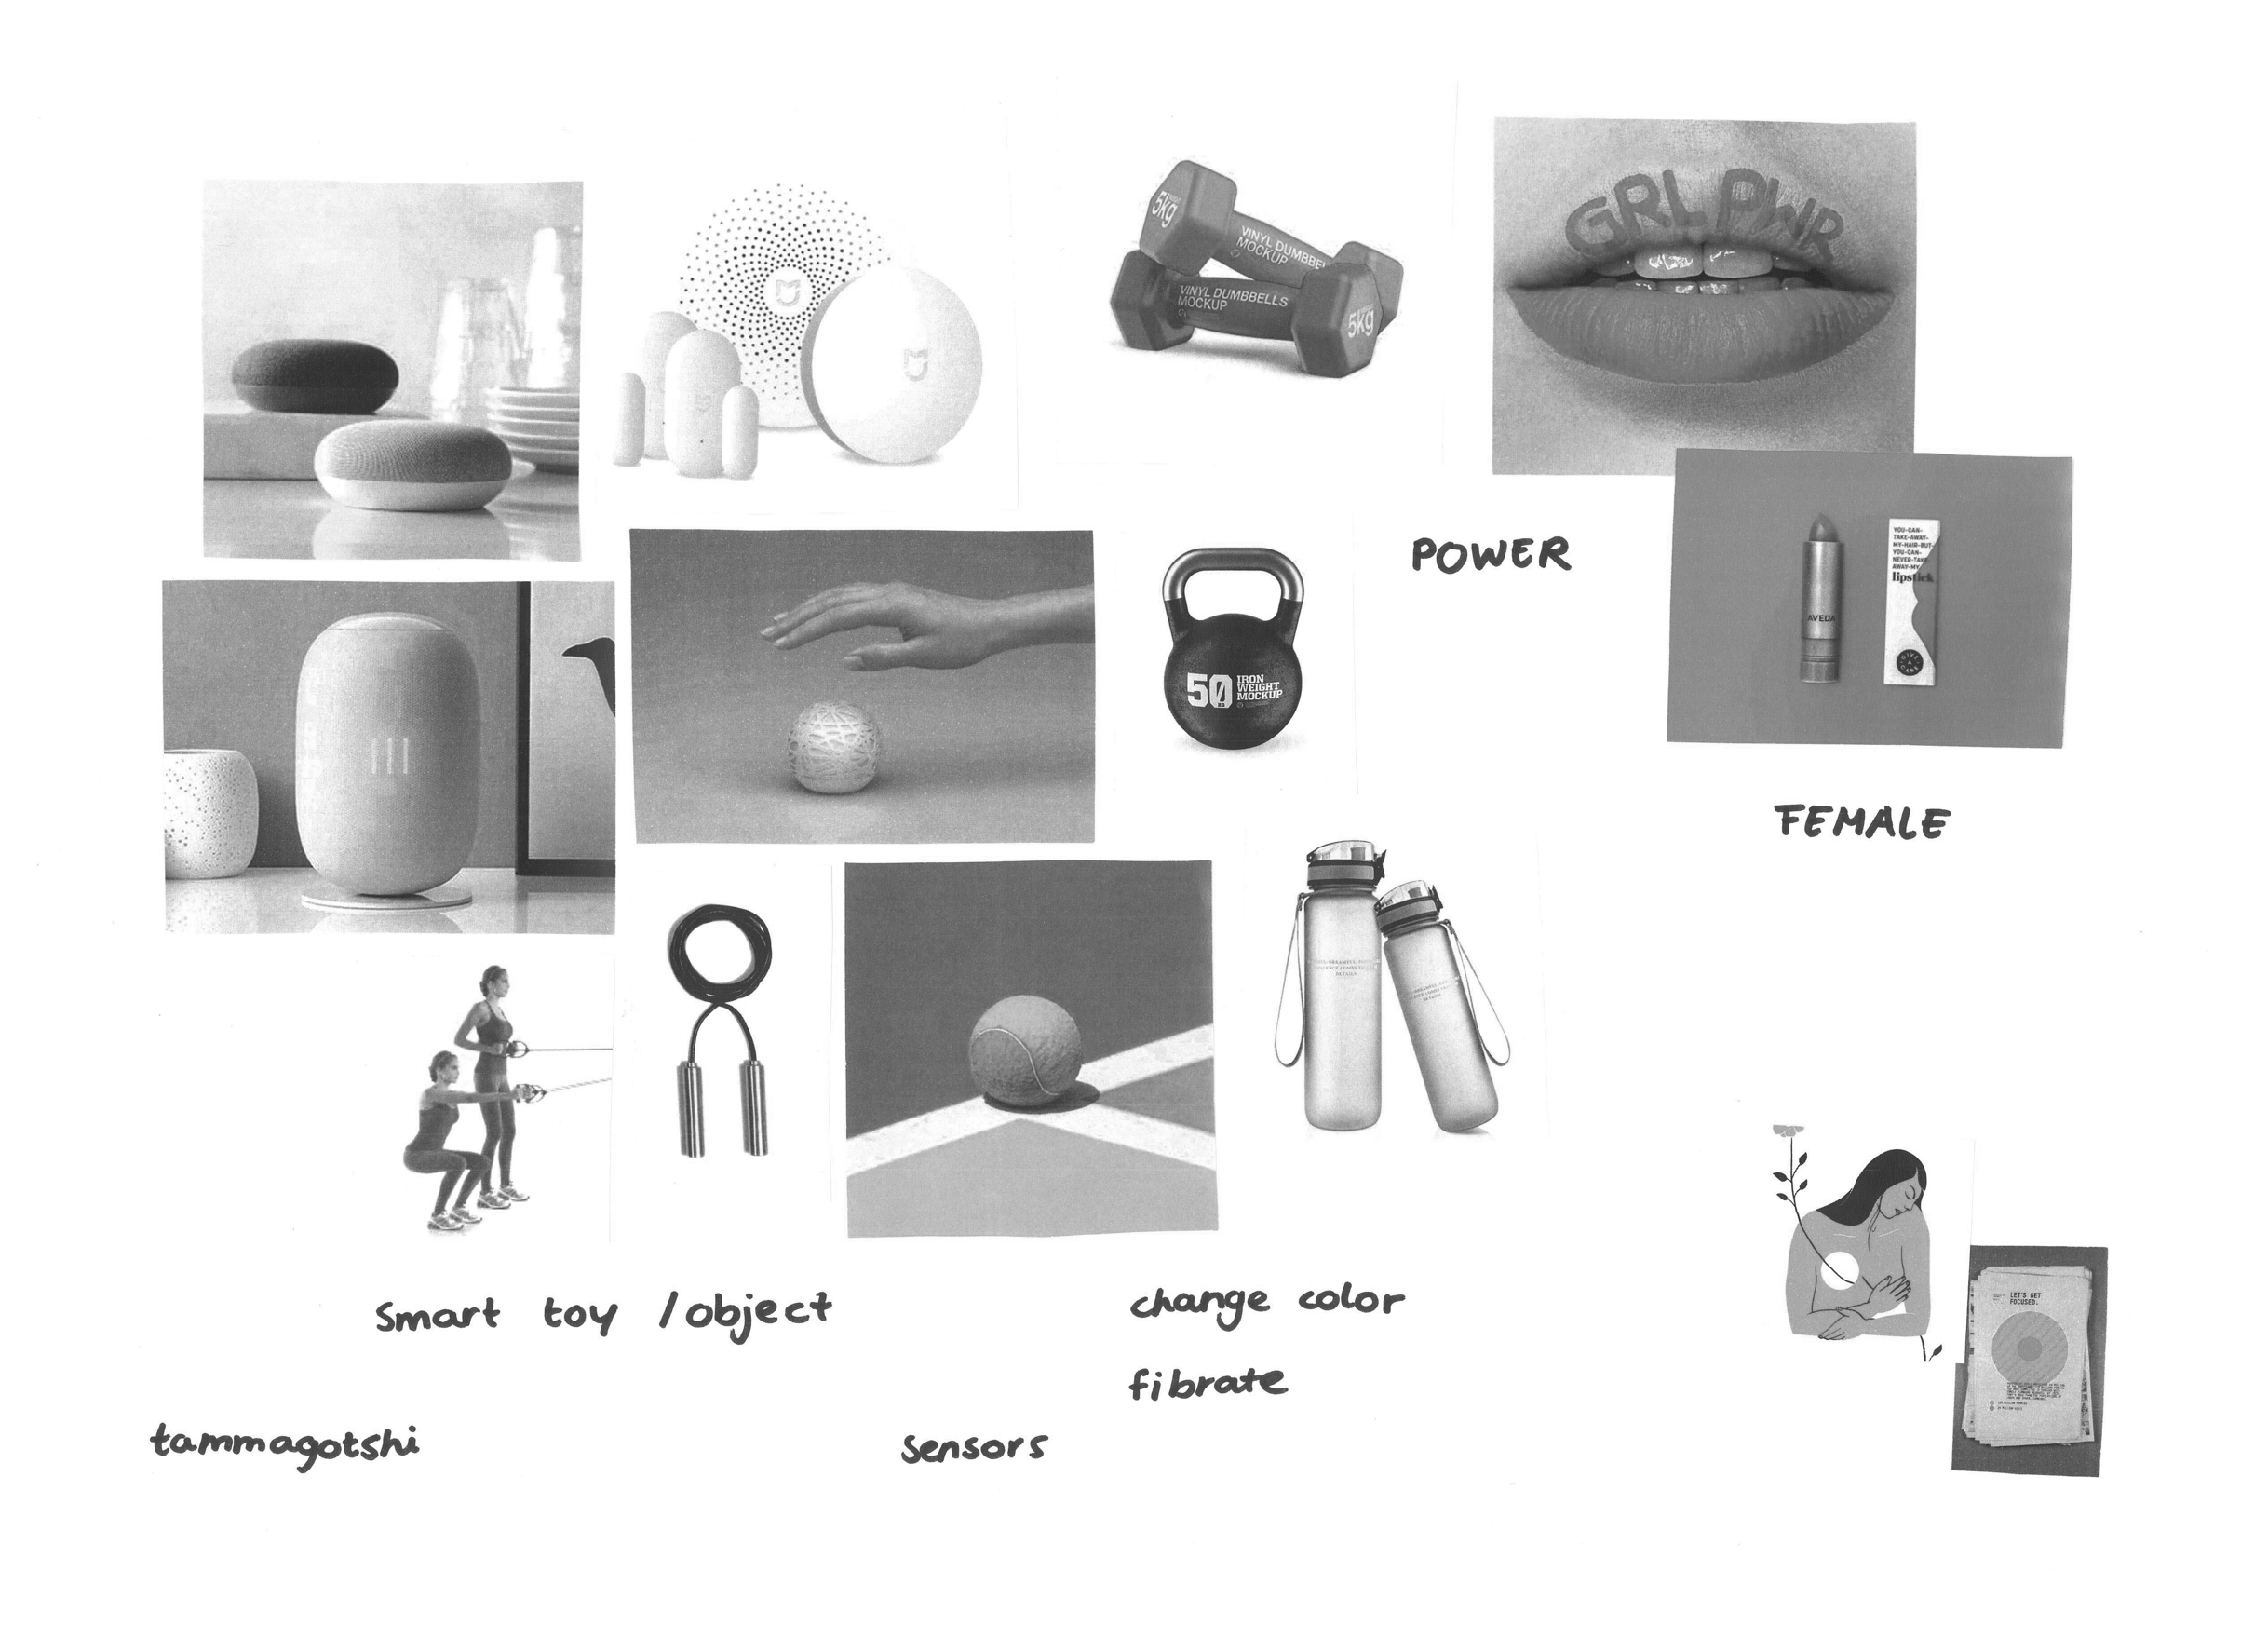 GRL PWR
5kg
VINYL DUMBBEL
MOCKUP
VINYL DUMBBELLS
MOCKUP
5kg
POWER
YOU-CAN-
TAKE-AWAY-
MY-HAIR-BUT-
YOU-CAN-
NEVER-TAKE
AWAY-MY
lipstick
AVEDA
50 IRON
WEIGHT
MOCKUP
FEMALE
DETAILS
smart toy / object
change color
fibrate
tammagotshi
sensors
LET'S GET
FOCUSED.